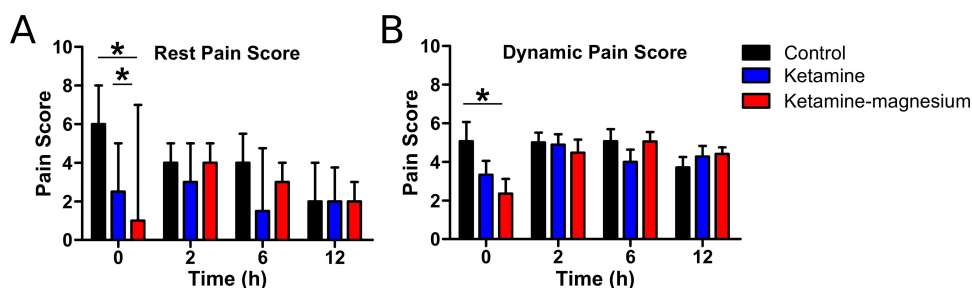 A
Rest Pain Score
Pain Score
10
8
6
4
2
0
*
*
0 2 6 12
Time (h)
B
Dynamic Pain Score
Pain Score
10
8
6
4
2
0
*
0 2 6 12
Time (h)
Control
Ketamine
Ketamine-magnesium